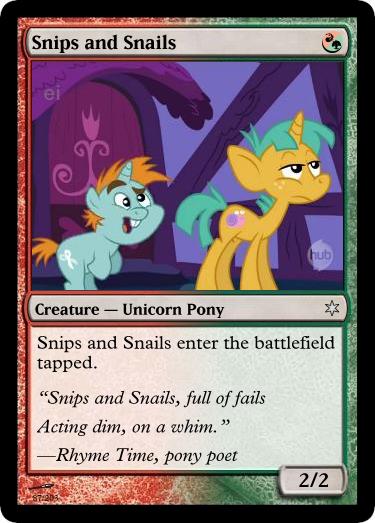 Snips and Snails
ei
hub
Creature — Unicorn Pony
Snips and Snails enter the battlefield
tapped.
“Snips and Snails, full of fails
Acting dim, on a whim.”
—Rhyme Time, pony poet
2/2